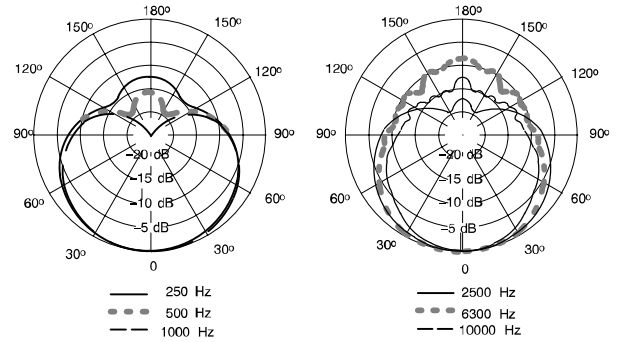 180º 180º
150º 150º 150º 150º
120º 120º 120º 120º
90º 90º 90º 90º
–20 dB –20 dB
–15 dB –15 dB
60º 60º 60º 60º
–10 dB –10 dB
–5 dB –5 dB
30º 30º 30º 30º
0 0
250 Hz 2500 Hz
500 Hz 6300 Hz
1000 Hz 10000 Hz